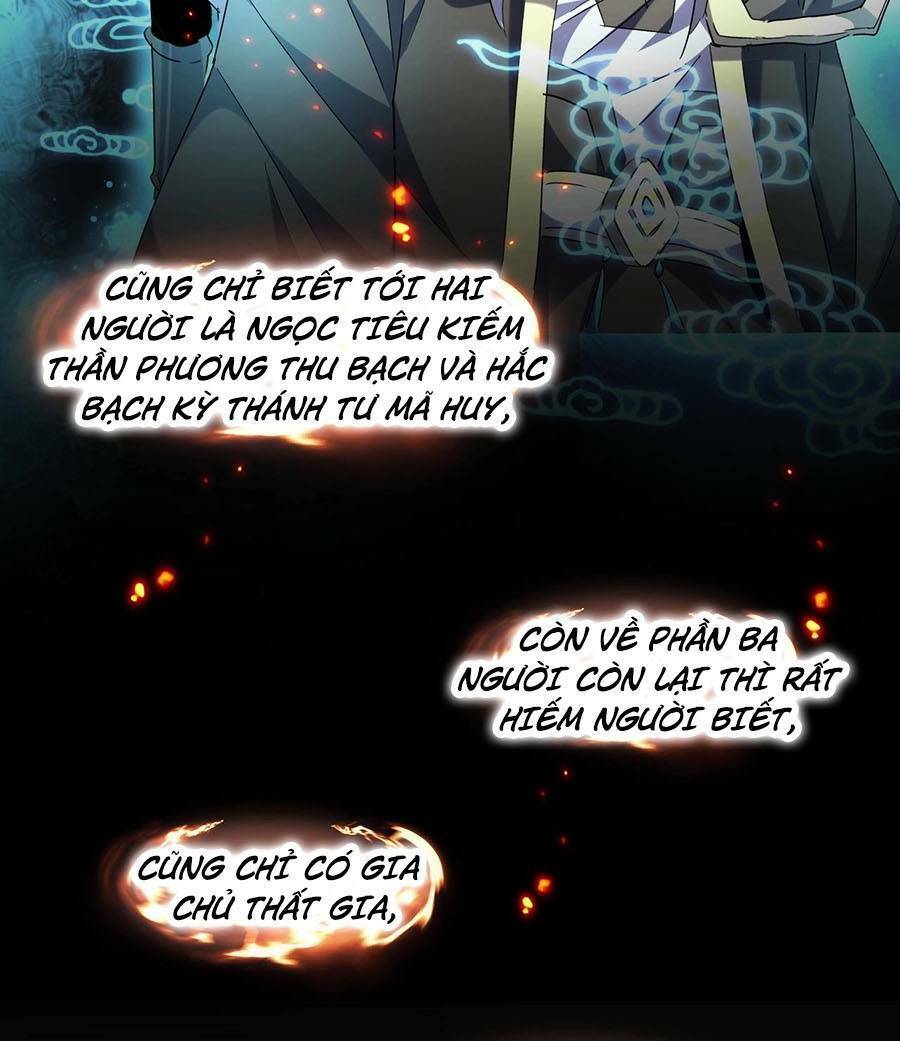 CŨNG CHỈ BIẾT TỚI HAI
NGƯỜI LÀ NGỌC TIÊU KIẾM
THẦN PHƯƠNG THU BẠCH VÀ HẮC
BẠCH KỲ THÁNH TƯ MÃ HUY,
CÒN VỀ PHẦN BA
NGƯỜI CÒN LẠI THÌ RẤT
HIẾM NGƯỜI BIẾT,
CŨNG CHỈ CÓ GIA
CHỦ THẤT GIA,